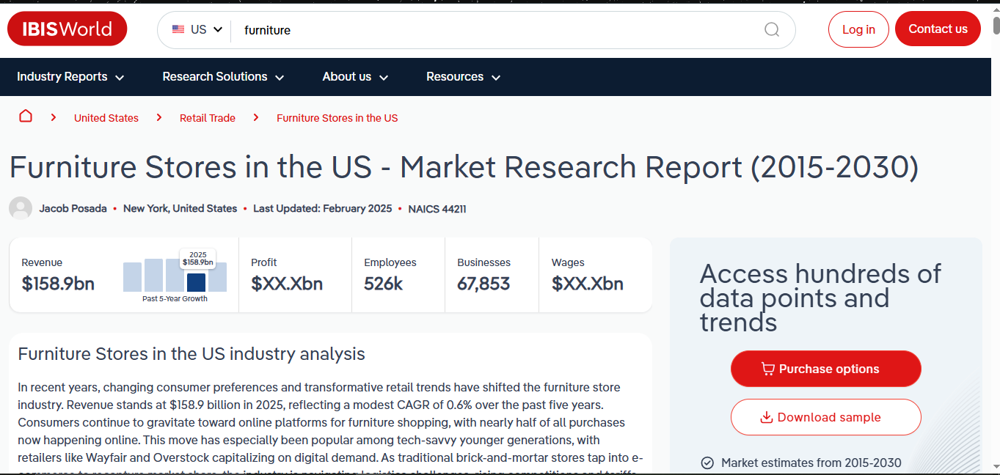 IBISWorld
US
furniture
Log in
Contact us
Industry Reports
Research Solutions
About us
Resources
United States
Retail Trade
Furniture Stores in the US
Furniture Stores in the US - Market Research Report (2015-2030)
Jacob Posada • New York, United States • Last Updated: February 2025 • NAICS 44211
Revenue
$158.9bn
2025
$158.9bn
Past 5-Year Growth
Profit
$XX.Xbn
Employees
526k
Businesses
67,853
Wages
$XX.Xbn
Furniture Stores in the US industry analysis
In recent years, changing consumer preferences and transformative retail trends have shifted the furniture store
industry. Revenue stands at $158.9 billion in 2025, reflecting a modest CAGR of 0.6% over the past five years.
Consumers continue to gravitate toward online platforms for furniture shopping, with nearly half of all purchases
now happening online. This move has especially been popular among tech-savvy younger generations, with
retailers like Wayfair and Overstock capitalizing on digital demand. As traditional brick-and-mortar stores tap into e-
Access hundreds of
data points and
trends
Purchase options
Download sample
Market estimates from 2015-2030